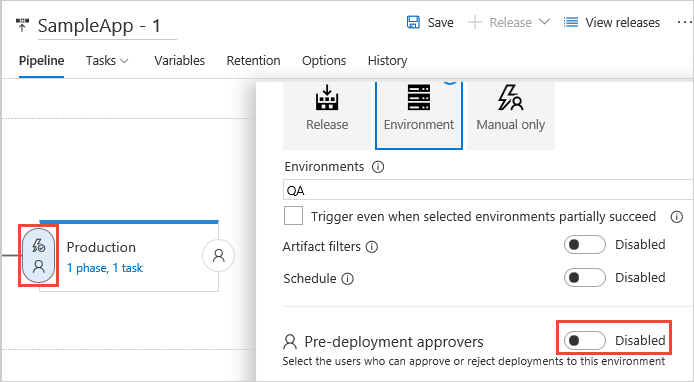 SampleApp - 1
Save
Release
View releases
Pipeline
Tasks
Variables
Retention
Options
History
Release
Environment
Manual only
Environments
QA
Trigger even when selected environments partially succeed
Artifact filters
Disabled
Schedule
Disabled
Production
1 phase, 1 task
Pre-deployment approvers
Disabled
Select the users who can approve or reject deployments to this environment